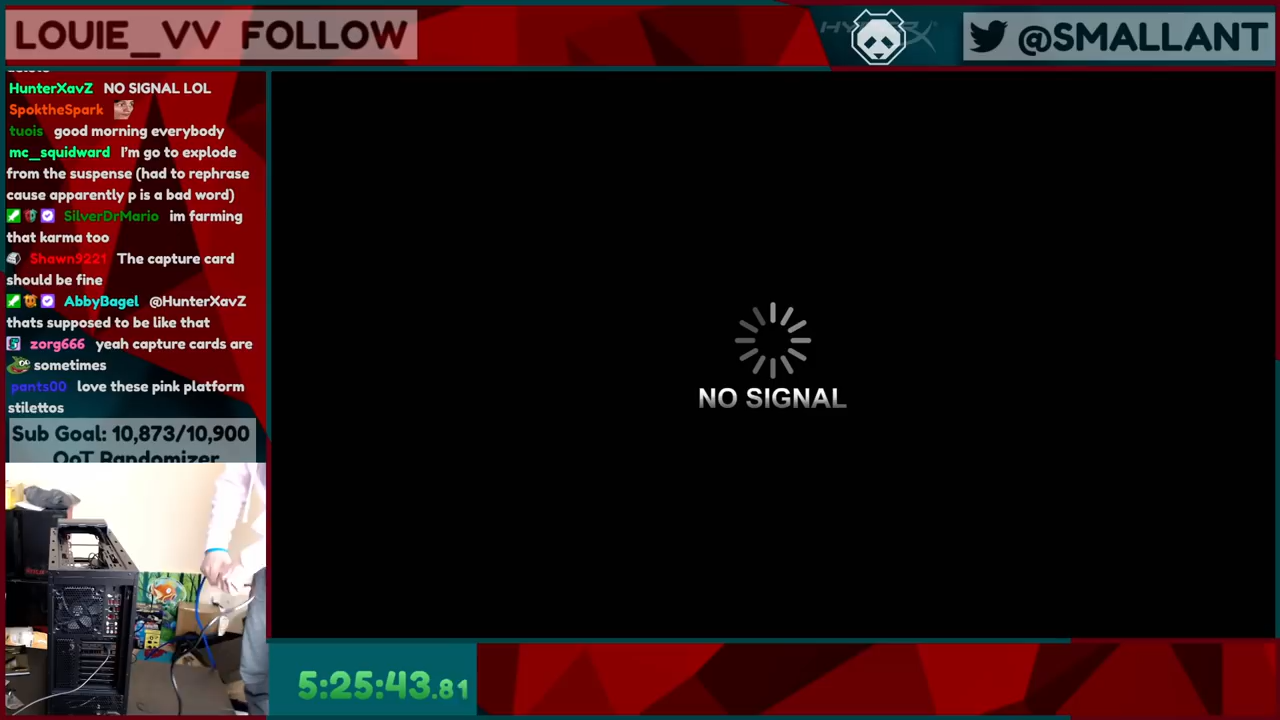 LOUIE_VV FOLLOW
@SMALLANT
HunterXavZ NO SIGNAL LOL
SpoktheSpark
tuois good morning everybody
mc__squidward I'm go to explode
from the suspense (had to rephrase
cause apparently p is a bad word)
SilverDrMario im farming
that karma too
Shawn9221 The capture card
should be fine
AbbyBagel @HunterXavZ
thats supposed to be like that
zorg666 yeah capture cards are
sometimes
pants00 love these pink platform
stilettos
Sub Goal: 10,873/10,900
OoT Randomizer
NO SIGNAL
5:25:43.81